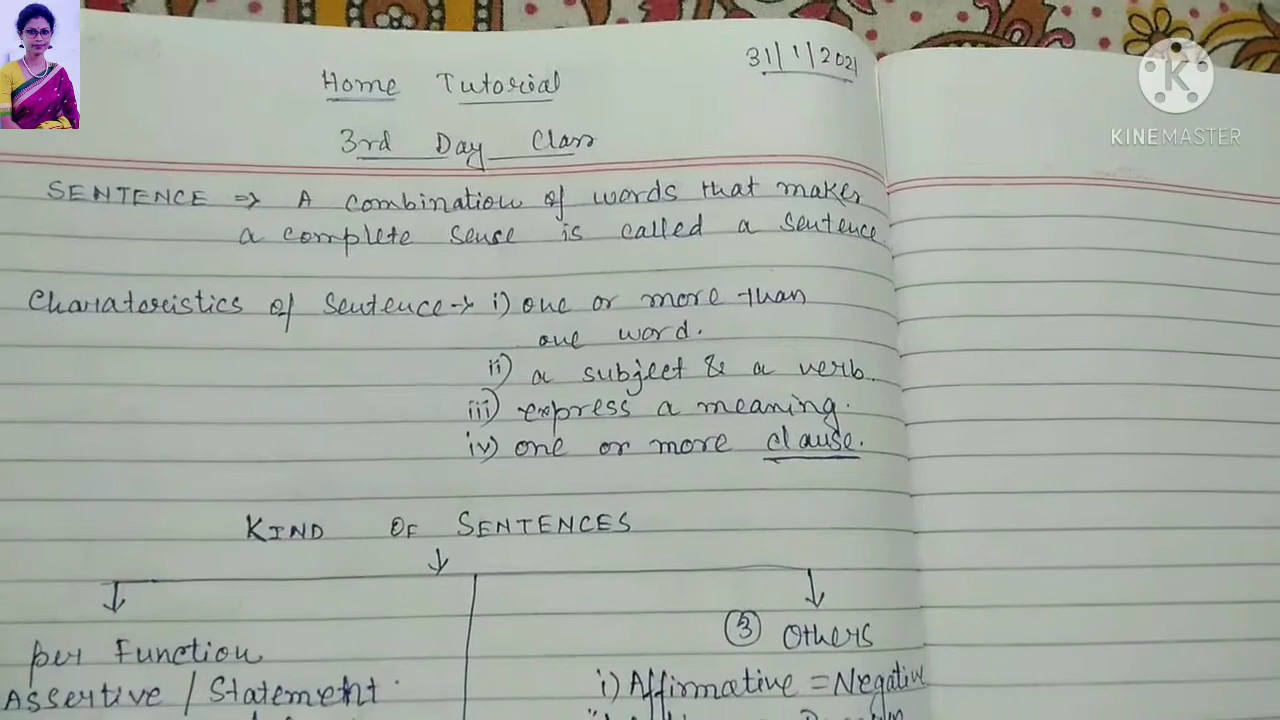 31/1/2021
Home Tutorial
3rd Day Class
SENTENCE => A combination of words that makes
a complete sense is called a sentence.
Charatoristics of Sentence → i) one or more than
one word.
ii) a subject & a verb.
iii) express a meaning.
iv) one or more clause.
KIND OF SENTENCES
per Function
③ Others
Assertive / Statement
i) Affirmative = Negative
K
KINEMASTER